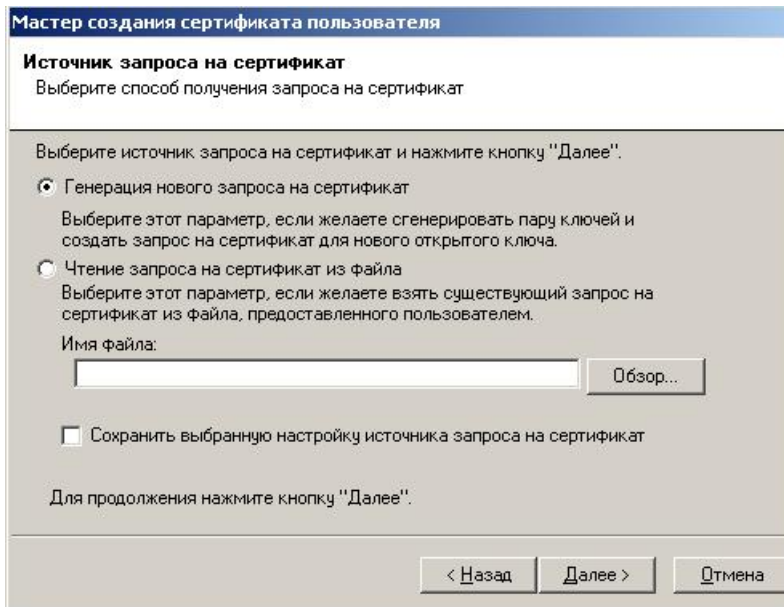 Мастер создания сертификата пользователя
Источник запроса на сертификат
Выберите способ получения запроса на сертификат
Выберите источник запроса на сертификат и нажмите кнопку "Далее".
Генерация нового запроса на сертификат
Выберите этот параметр, если желаете сгенерировать пару ключей и
создать запрос на сертификат для нового открытого ключа.
Чтение запроса на сертификат из файла
Выберите этот параметр, если желаете взять существующий запрос на
сертификат из файла, предоставленного пользователем.
Имя файла:
Обзор...
Сохранить выбранную настройку источника запроса на сертификат
Для продолжения нажмите кнопку "Далее".
< Назад Далее > Отмена